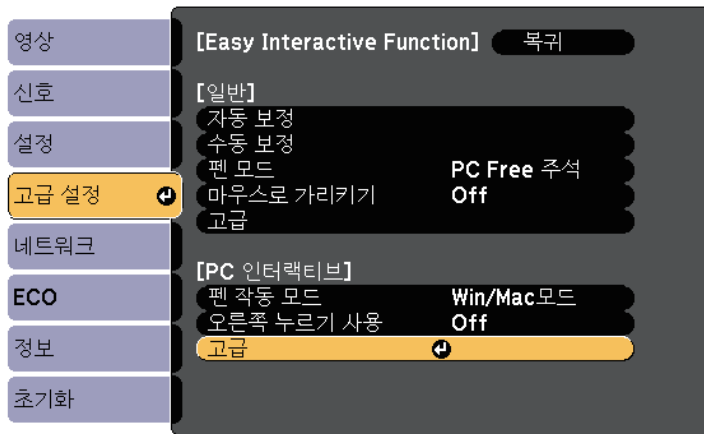 영상
신호
설정
고급 설정
네트워크
ECO
정보
초기화
[Easy Interactive Function] 복귀
[일반]
자동 보정
수동 보정
펜 모드 PC Free 주석
마우스로 가리키기 Off
고급
[PC 인터랙티브]
펜 작동 모드 Win/Mac모드
오른쪽 누르기 사용 Off
고급